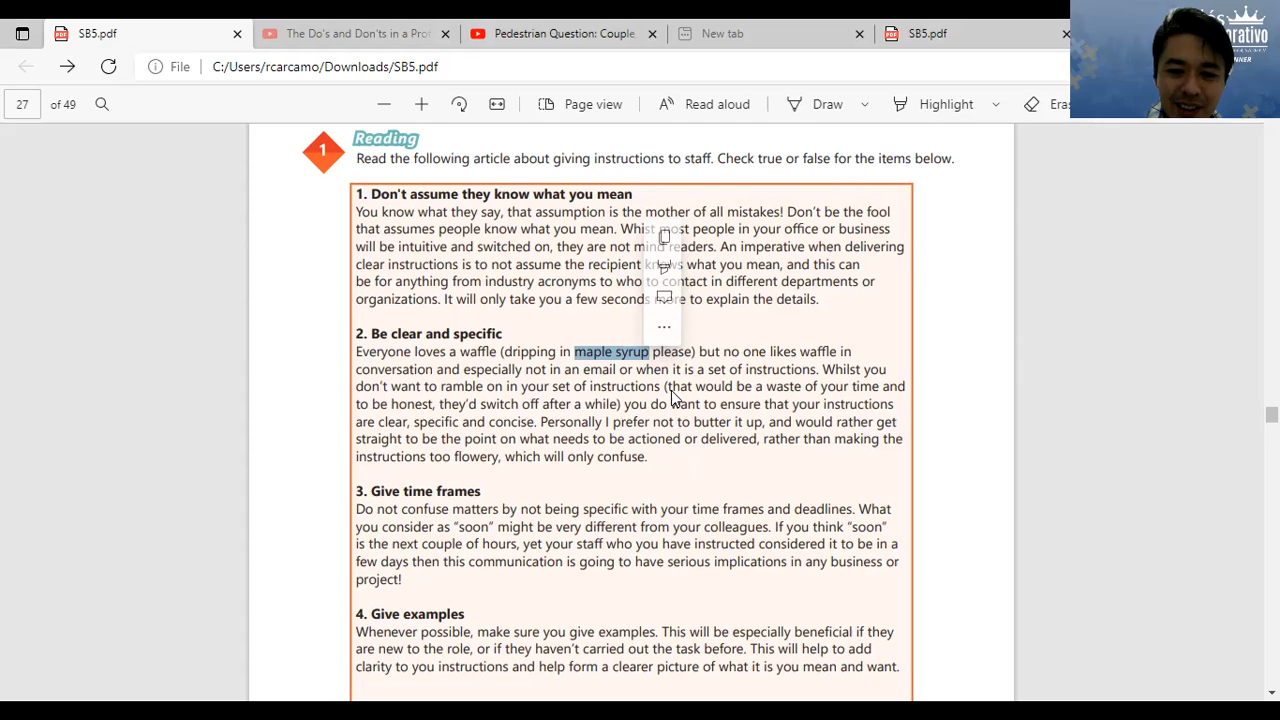 SB5.pdf
The Do's and Don'ts in a Prof
Pedestrian Question: Couple
New tab
SB5.pdf
File
C:/Users/rcarcamo/Downloads/SB5.pdf
27
of 49
Page view
Read aloud
Draw
Highlight
Eras
1
Reading
Read the following article about giving instructions to staff. Check true or false for the items below.
1. Don't assume they know what you mean
You know what they say, that assumption is the mother of all mistakes! Don't be the fool
that assumes people know what you mean. Whilst most people in your office or business
will be intuitive and switched on, they are not mind readers. An imperative when delivering
clear instructions is to not assume the recipient knows what you mean, and this can
be for anything from industry acronyms to who to contact in different departments or
organizations. It will only take you a few seconds more to explain the details.
2. Be clear and specific
Everyone loves a waffle (dripping in maple syrup please) but no one likes waffle in
conversation and especially not in an email or when it is a set of instructions. Whilst you
don't want to ramble on in your set of instructions (that would be a waste of your time and
to be honest, they'd switch off after a while) you do want to ensure that your instructions
are clear, specific and concise. Personally I prefer not to butter it up, and would rather get
straight to be the point on what needs to be actioned or delivered, rather than making the
instructions too flowery, which will only confuse.
3. Give time frames
Do not confuse matters by not being specific with your time frames and deadlines. What
you consider as “soon” might be very different from your colleagues. If you think “soon”
is the next couple of hours, yet your staff who you have instructed considered it to be in a
few days then this communication is going to have serious implications in any business or
project!
4. Give examples
Whenever possible, make sure you give examples. This will be especially beneficial if they
are new to the role, or if they haven't carried out the task before. This will help to add
clarity to you instructions and help form a clearer picture of what it is you mean and want.